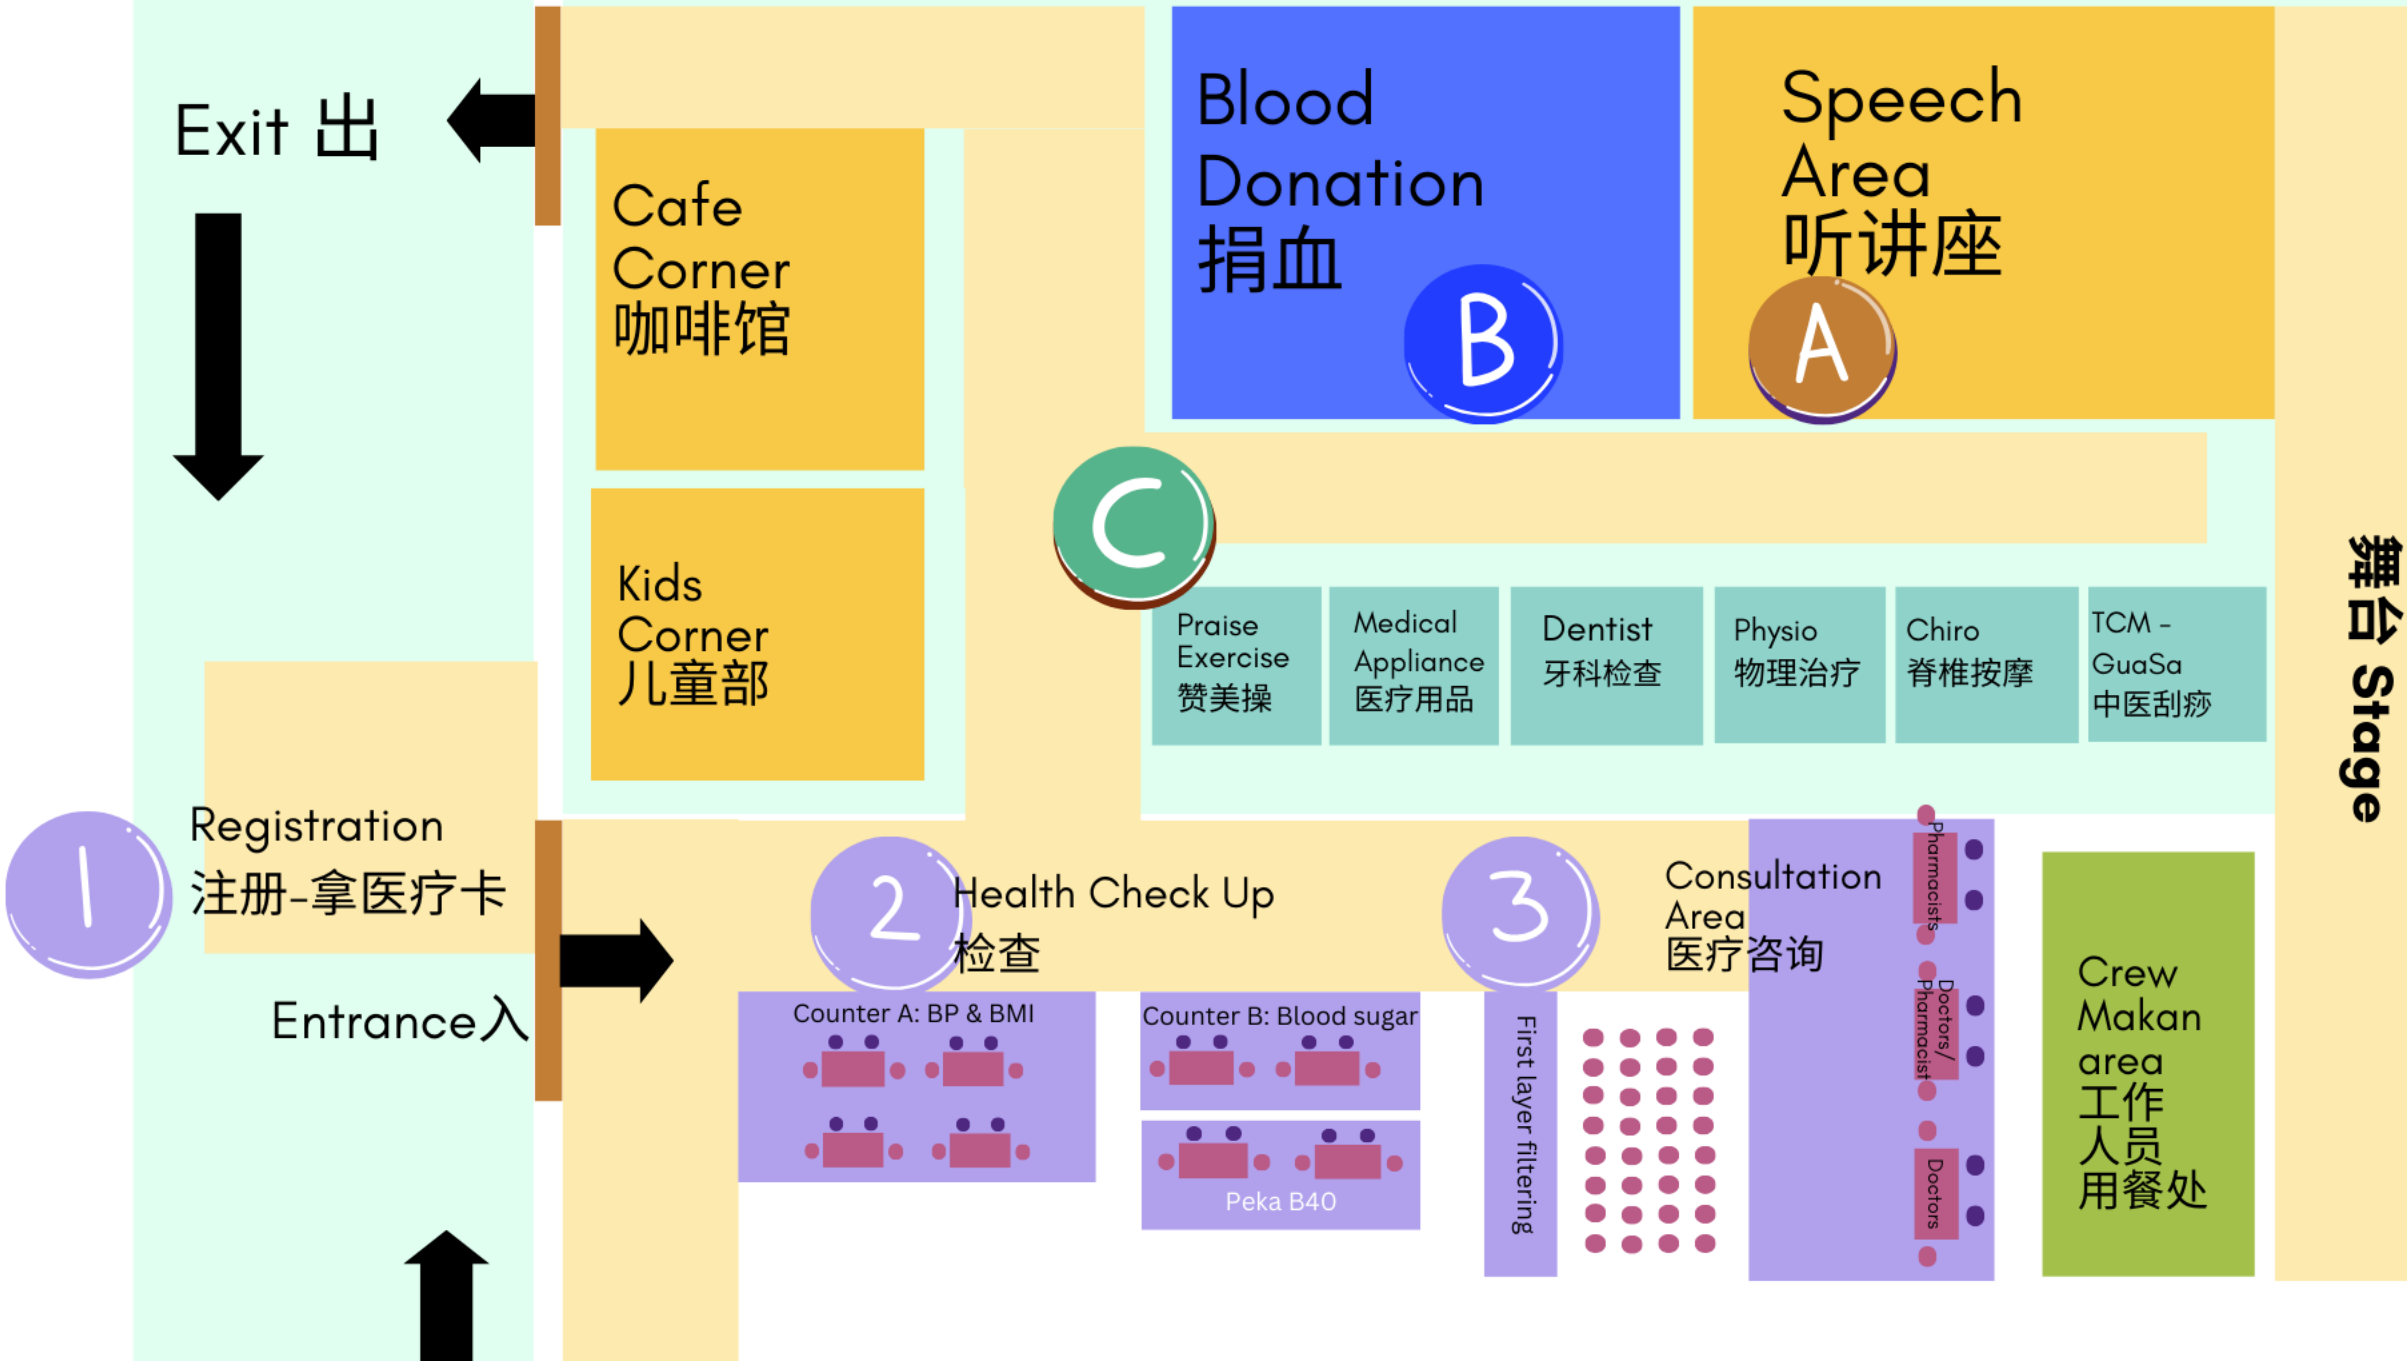 Exit 出
Cafe
Corner
咖啡馆
Blood
Donation
捐血
B
Speech
Area
听讲座
A
Kids
Corner
儿童部
C
Praise
Exercise
赞美操
Medical
Appliance
医疗用品
Dentist
牙科检查
Physio
物理治疗
Chiro
脊椎按摩
TCM -
GuaSa
中医刮痧
舞台 Stage
1
Registration
注册-拿医疗卡
Entrance入
2
Health Check Up
检查
Counter A: BP & BMI
Counter B: Blood sugar
Peka B40
3
Consultation
Area
医疗咨询
First layer filtering
Pharmacists
Doctors/
Pharmacist
Doctors
Crew
Makan
area
工作
人员
用餐处